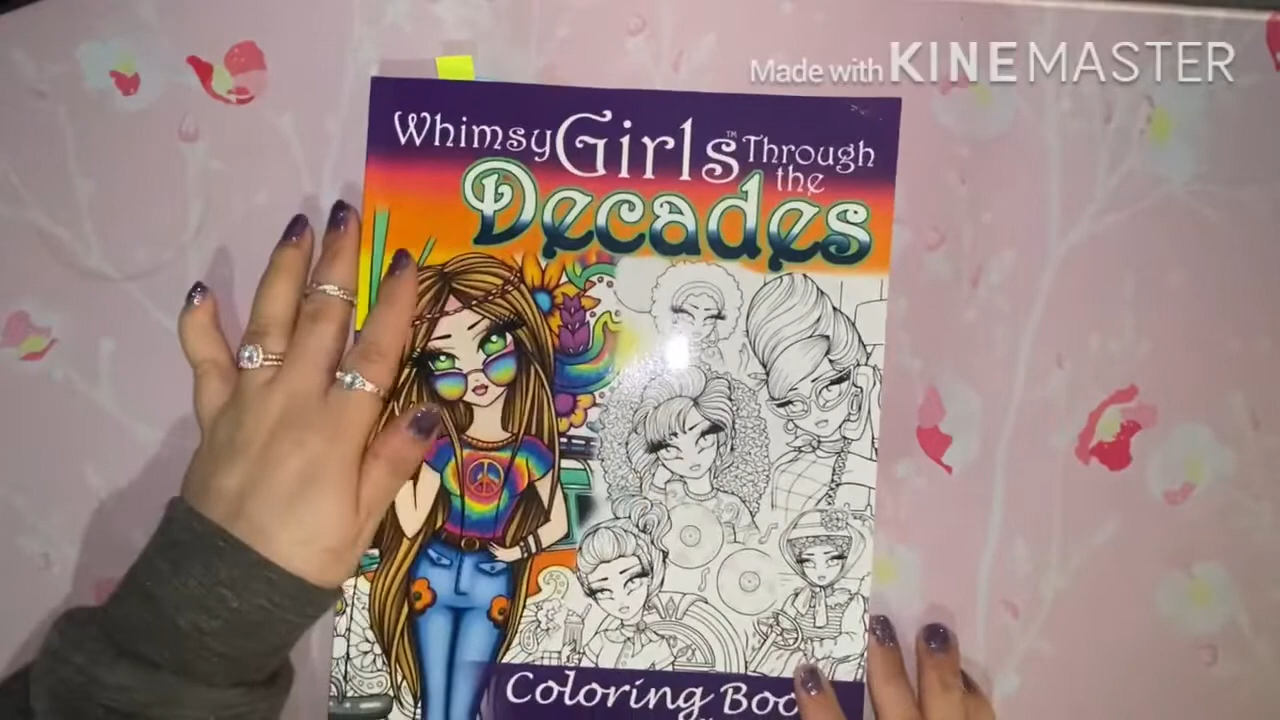 Made with KINEMASTER
Whimsy Girls™ Through
the
Decades
Coloring Boo